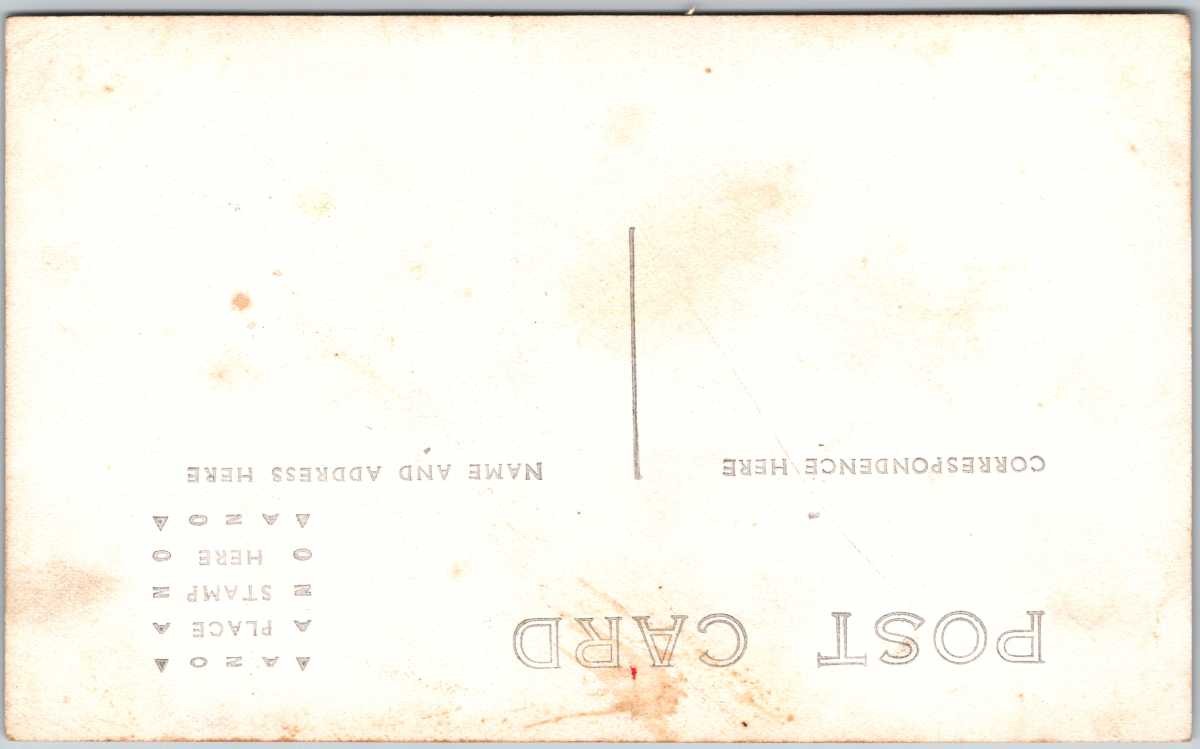 POST CARD
CORRESPONDENCE HERE
NAME AND ADDRESS HERE
AZO
A PLACE A
Z STAMP Z
O HERE O
AZO